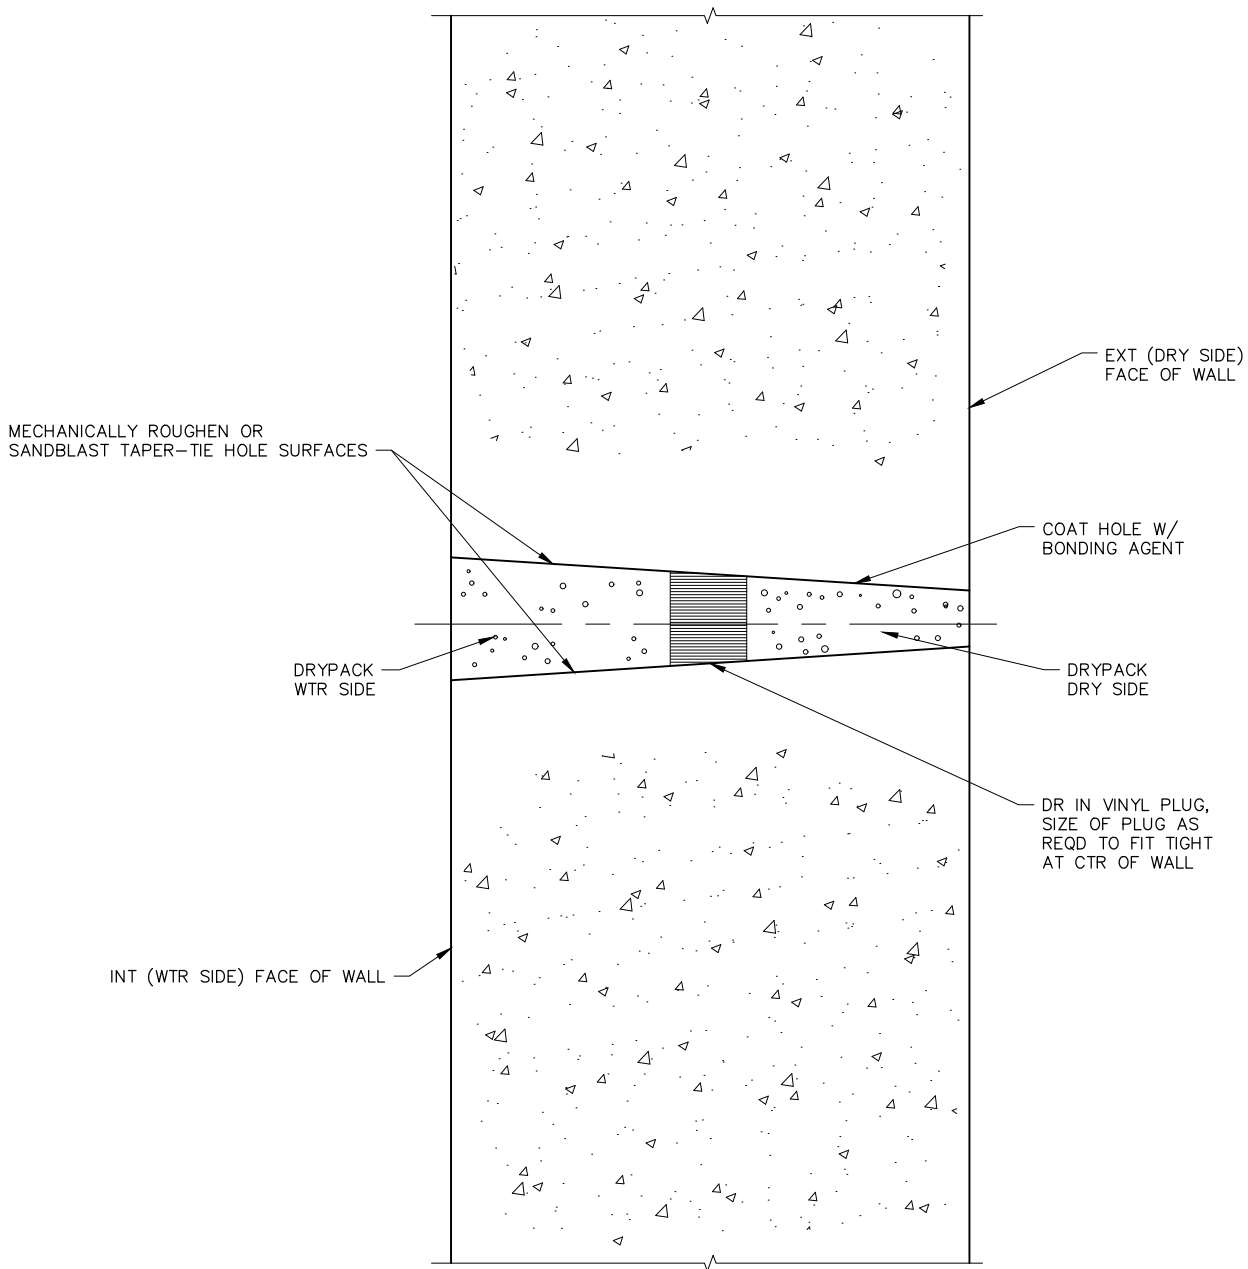 EXT (DRY SIDE)
FACE OF WALL
MECHANICALLY ROUGHEN OR
SANDBLAST TAPER-TIE HOLE SURFACES
COAT HOLE W/
BONDING AGENT
DRYPACK
WTR SIDE
DRYPACK
DRY SIDE
DR IN VINYL PLUG,
SIZE OF PLUG AS
REQD TO FIT TIGHT
AT CTR OF WALL
INT (WTR SIDE) FACE OF WALL